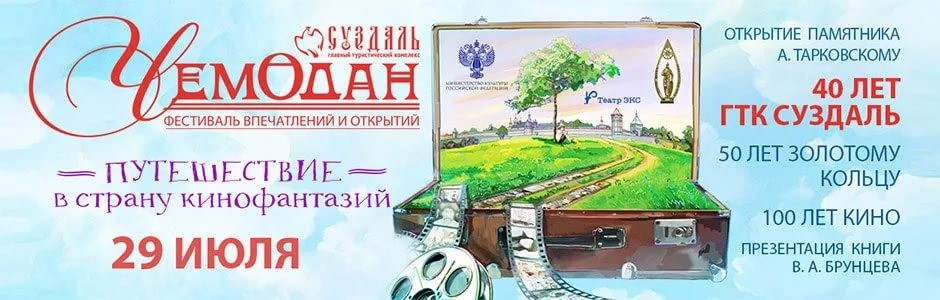 СУЗДАЛЬ
ГЛАВНЫЙ ТУРИСТИЧЕСКИЙ КОМПЛЕКС
ЧЕМОДАН
ФЕСТИВАЛЬ ВПЕЧАТЛЕНИЙ И ОТКРЫТИЙ
ПУТЕШЕСТВИЕ
в страну кинофантазий
29 ИЮЛЯ
МИНИСТЕРСТВО КУЛЬТУРЫ
РОССИЙСКОЙ ФЕДЕРАЦИИ
Театр ЭКС
ОТКРЫТИЕ ПАМЯТНИКА
А. ТАРКОВСКОМУ
40 ЛЕТ
ГТК СУЗДАЛЬ
50 ЛЕТ ЗОЛОТОМУ
КОЛЬЦУ
100 ЛЕТ КИНО
ПРЕЗЕНТАЦИЯ КНИГИ
В. А. БРУНЦЕВА